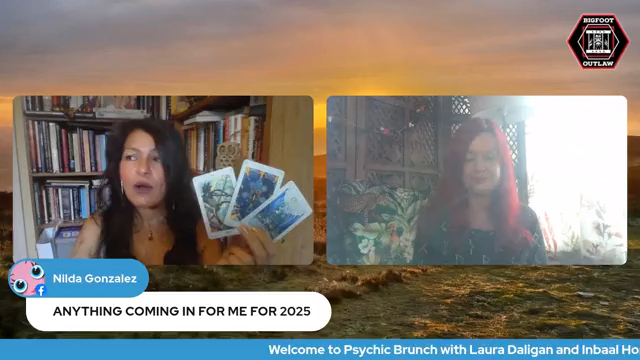 BIGFOOT
OUTLAW
Nilda Gonzalez
ANYTHING COMING IN FOR ME FOR 2025
Welcome to Psychic Brunch with Laura Daligan and Inbaal Ho